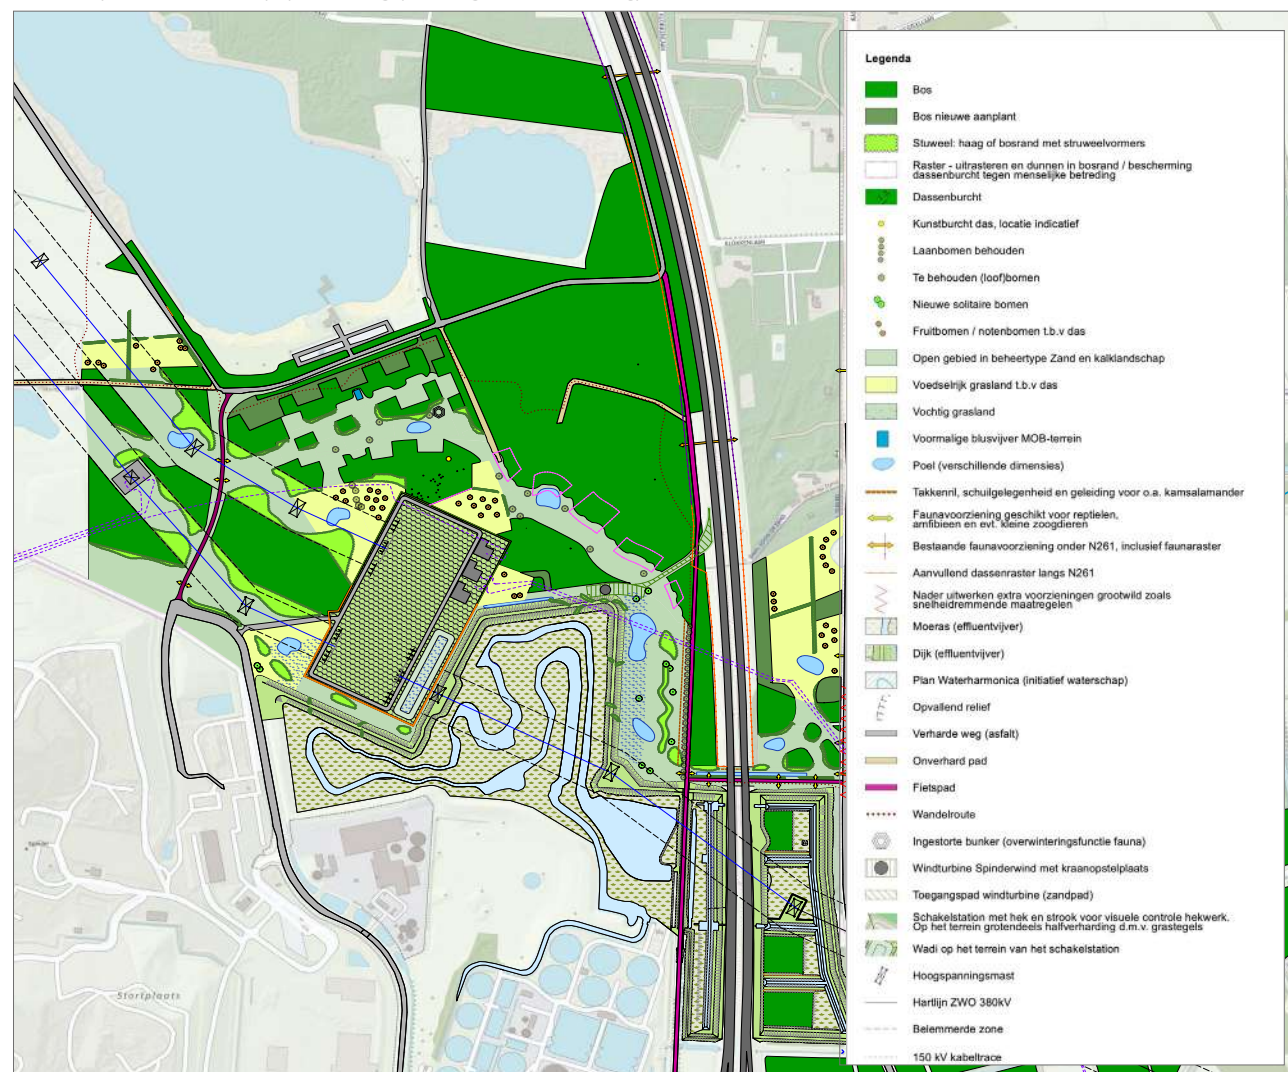 Legenda
Bos
Bos nieuwe aanplant
Stuweel: haag of bosrand met struweelvormers
Raster - uitrasteren en dunnen in bosrand / bescherming
dassenburcht tegen menselijke betreding
Dassenburcht
Kunstburcht das, locatie indicatief
Laanbomen behouden
Te behouden (loof)bomen
Nieuwe solitaire bomen
Fruitbomen / notenbomen t.b.v das
Open gebied in beheertype Zand en kalklandschap
Voedselrijk grasland t.b.v das
Vochtig grasland
Voormalige blusvijver MOB-terrein
Poel (verschillende dimensies)
Takkenril, schuilgelegenheid en geleiding voor o.a. kamsalamander
Faunavoorziening geschikt voor reptielen,
amfibieen en evt. kleine zoogdieren
Bestaande faunavoorziening onder N261, inclusief faunaraster
Aanvullend dassenraster langs N261
Nader uitwerken extra voorzieningen grootwild zoals
snelheidremmende maatregelen
Moeras (effluentvijver)
Dijk (effluentvijver)
Plan Waterharmonica (initiatief waterschap)
Opvallend relief
Verharde weg (asfalt)
Onverhard pad
Fietspad
Wandelroute
Ingestorte bunker (overwinteringsfunctie fauna)
Windturbine Spinderwind met kraanopstelplaats
Toegangspad windturbine (zandpad)
Schakelstation met hek en strook voor visuele controle hekwerk.
Op het terrein grotendeels halfverharding d.m.v. grastegels
Wadi op het terrein van het schakelstation
Hoogspanningsmast
Hartlijn ZWO 380kV
Belemmerde zone
150 kV kabeltrace
Stortplaats